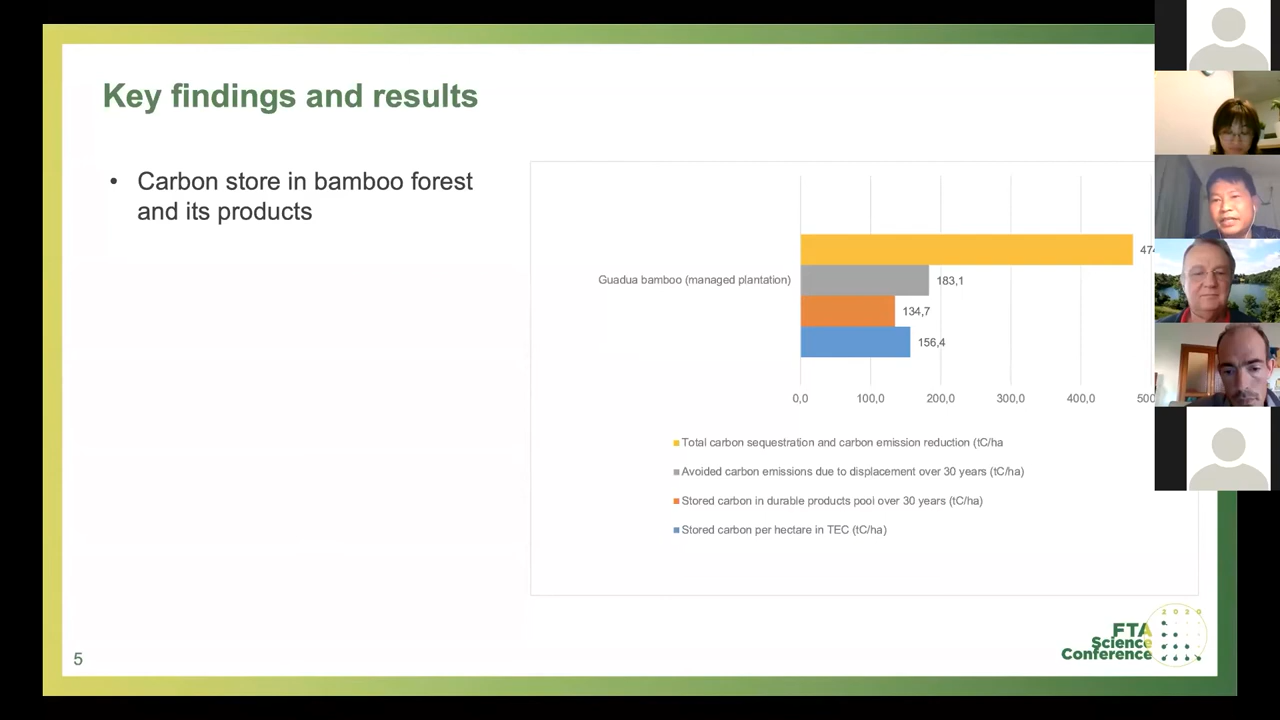 Key findings and results
• Carbon store in bamboo forest
and its products
Guadua bamboo (managed plantation)
183,1
134,7
156,4
0,0
100,0
200,0
300,0
400,0
Total carbon sequestration and carbon emission reduction (tC/ha
Avoided carbon emissions due to displacement over 30 years (tC/ha)
Stored carbon in durable products pool over 30 years (tC/ha)
Stored carbon per hectare in TEC (tC/ha)
2020
FTA
Science
Conference
5